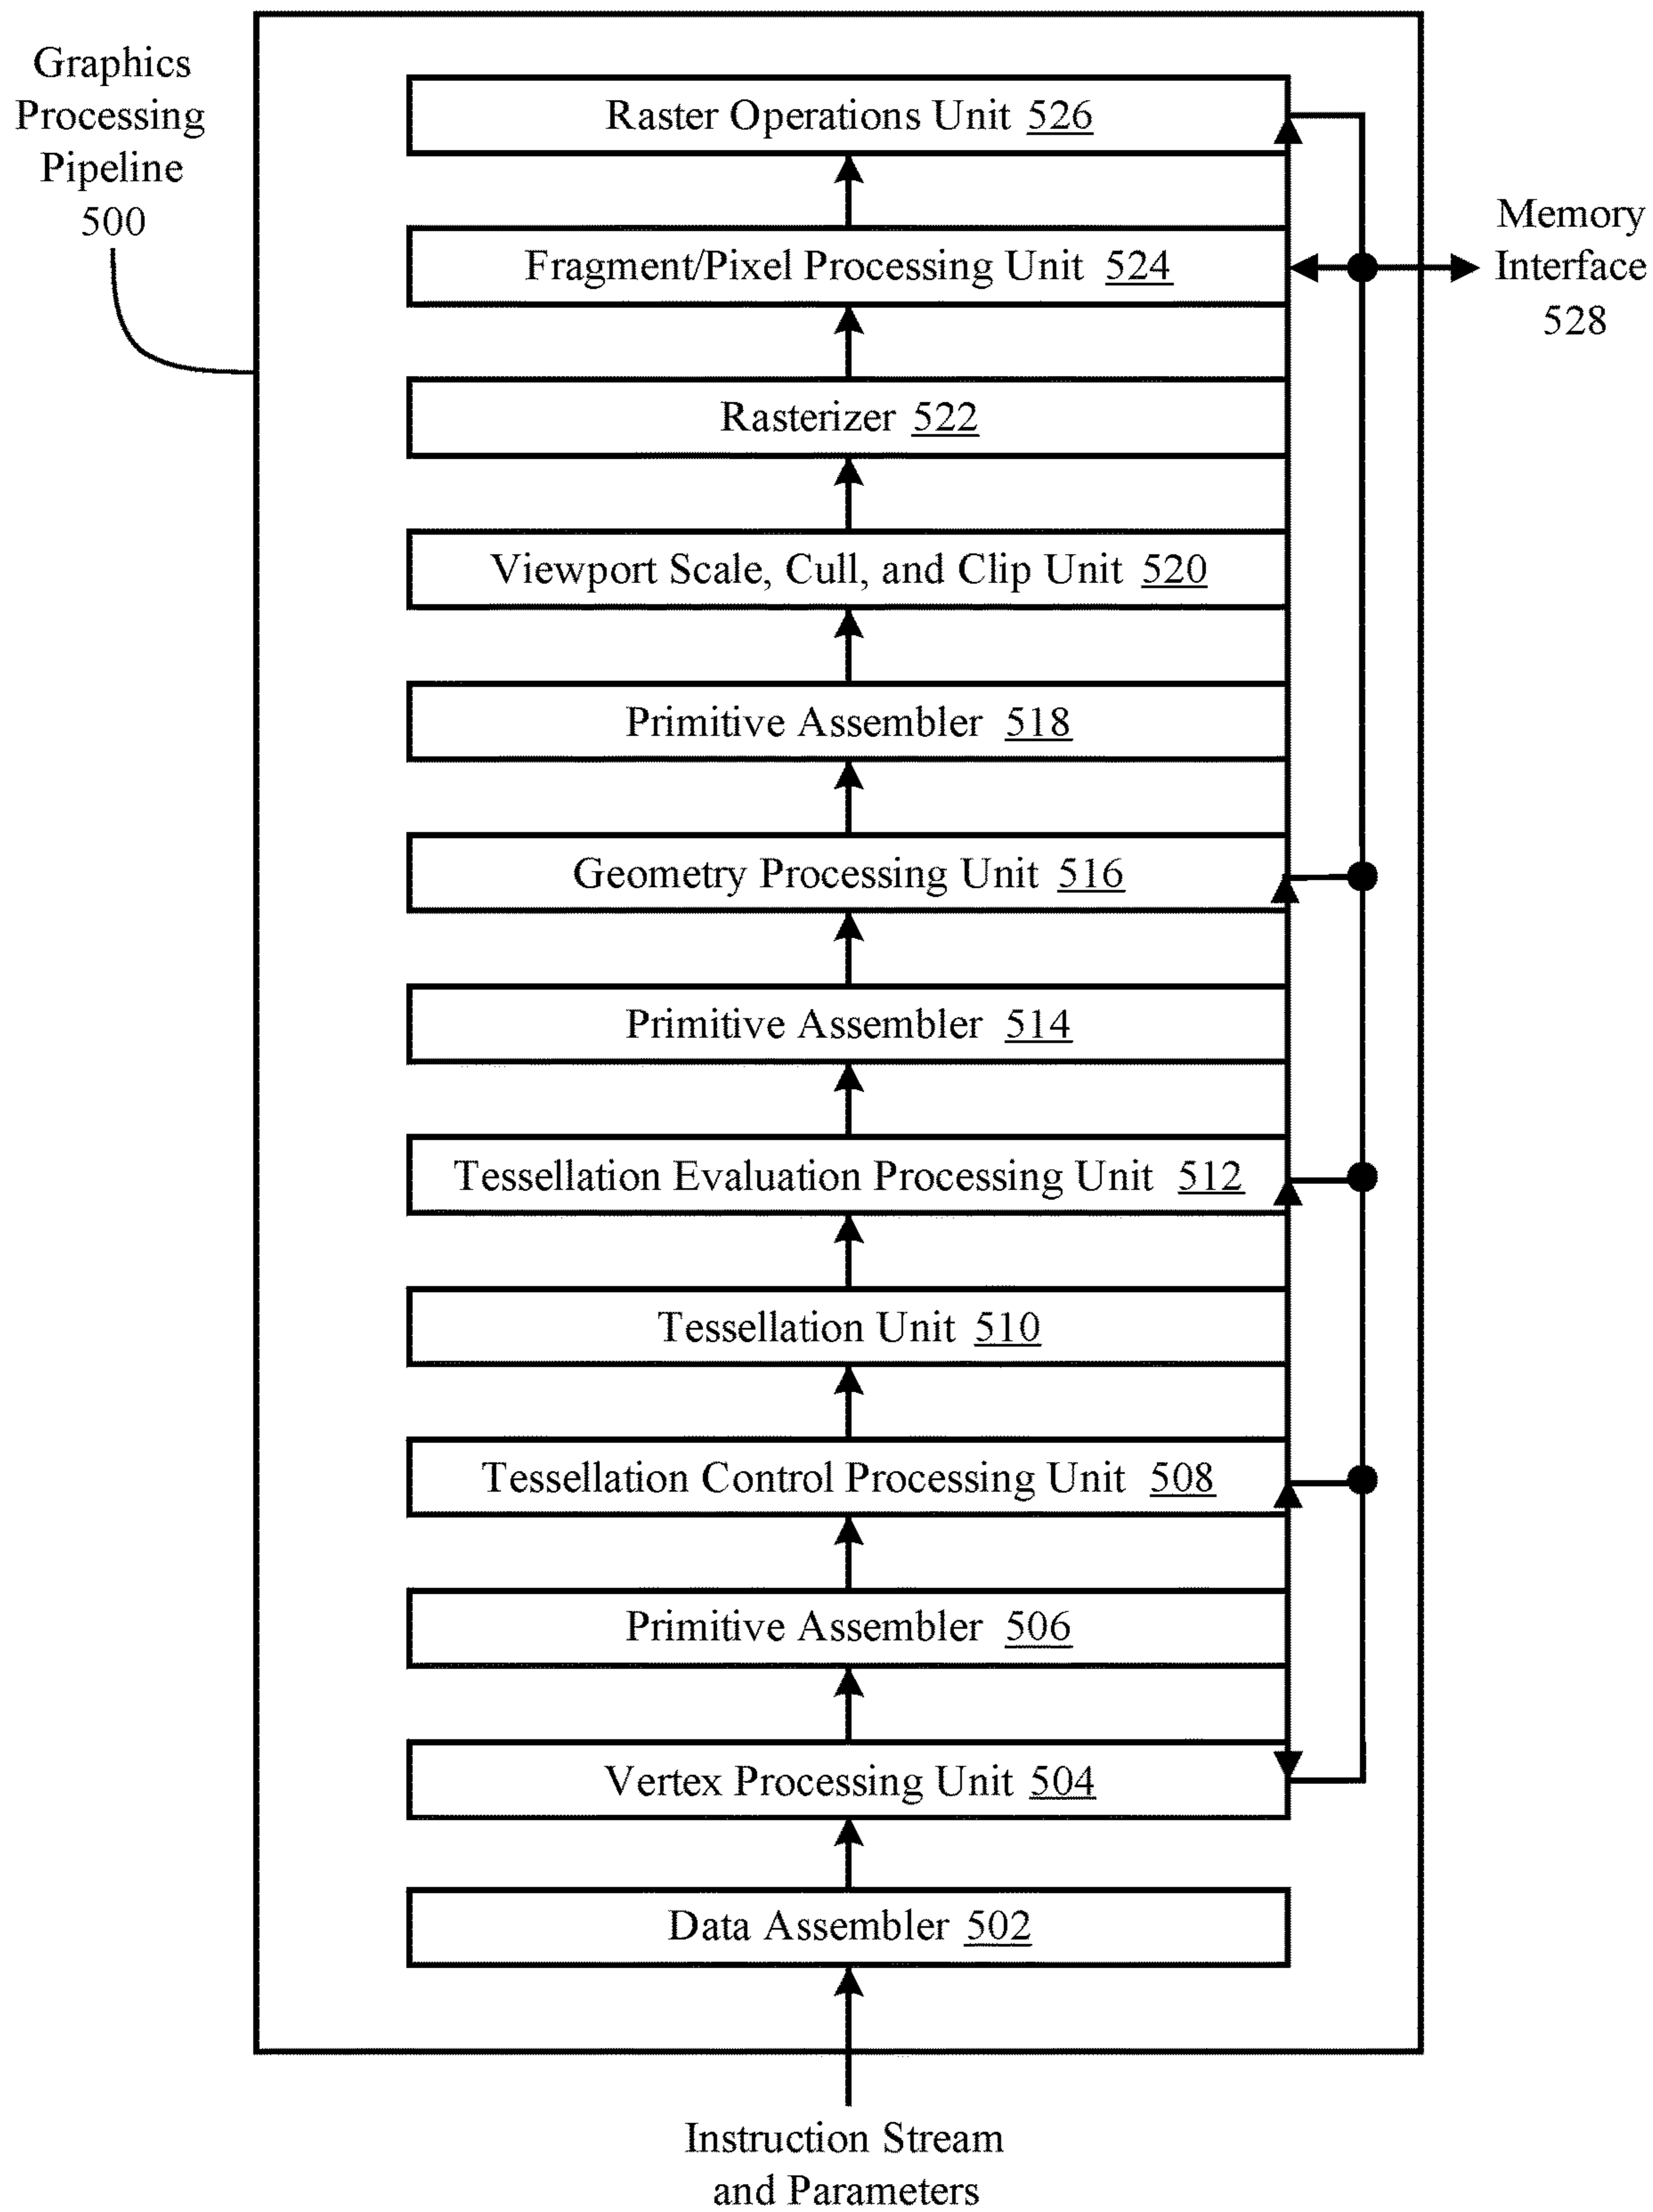 Graphics
Processing
Pipeline
500
Raster Operations Unit 526
Fragment/Pixel Processing Unit 524
Memory
Interface
528
Rasterizer 522
Viewport Scale, Cull, and Clip Unit 520
Primitive Assembler 518
Geometry Processing Unit 516
Primitive Assembler 514
Tessellation Evaluation Processing Unit 512
Tessellation Unit 510
Tessellation Control Processing Unit 508
Primitive Assembler 506
Vertex Processing Unit 504
Data Assembler 502
Instruction Stream
and Parameters